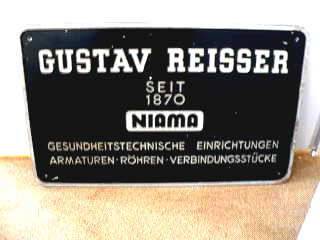 GUSTAV REISSER
SEIT
1870
NIAMA
GESUNDHEITSTECHNISCHE EINRICHTUNGEN
ARMATUREN · RÖHREN · VERBINDUNGSSTÜCKE